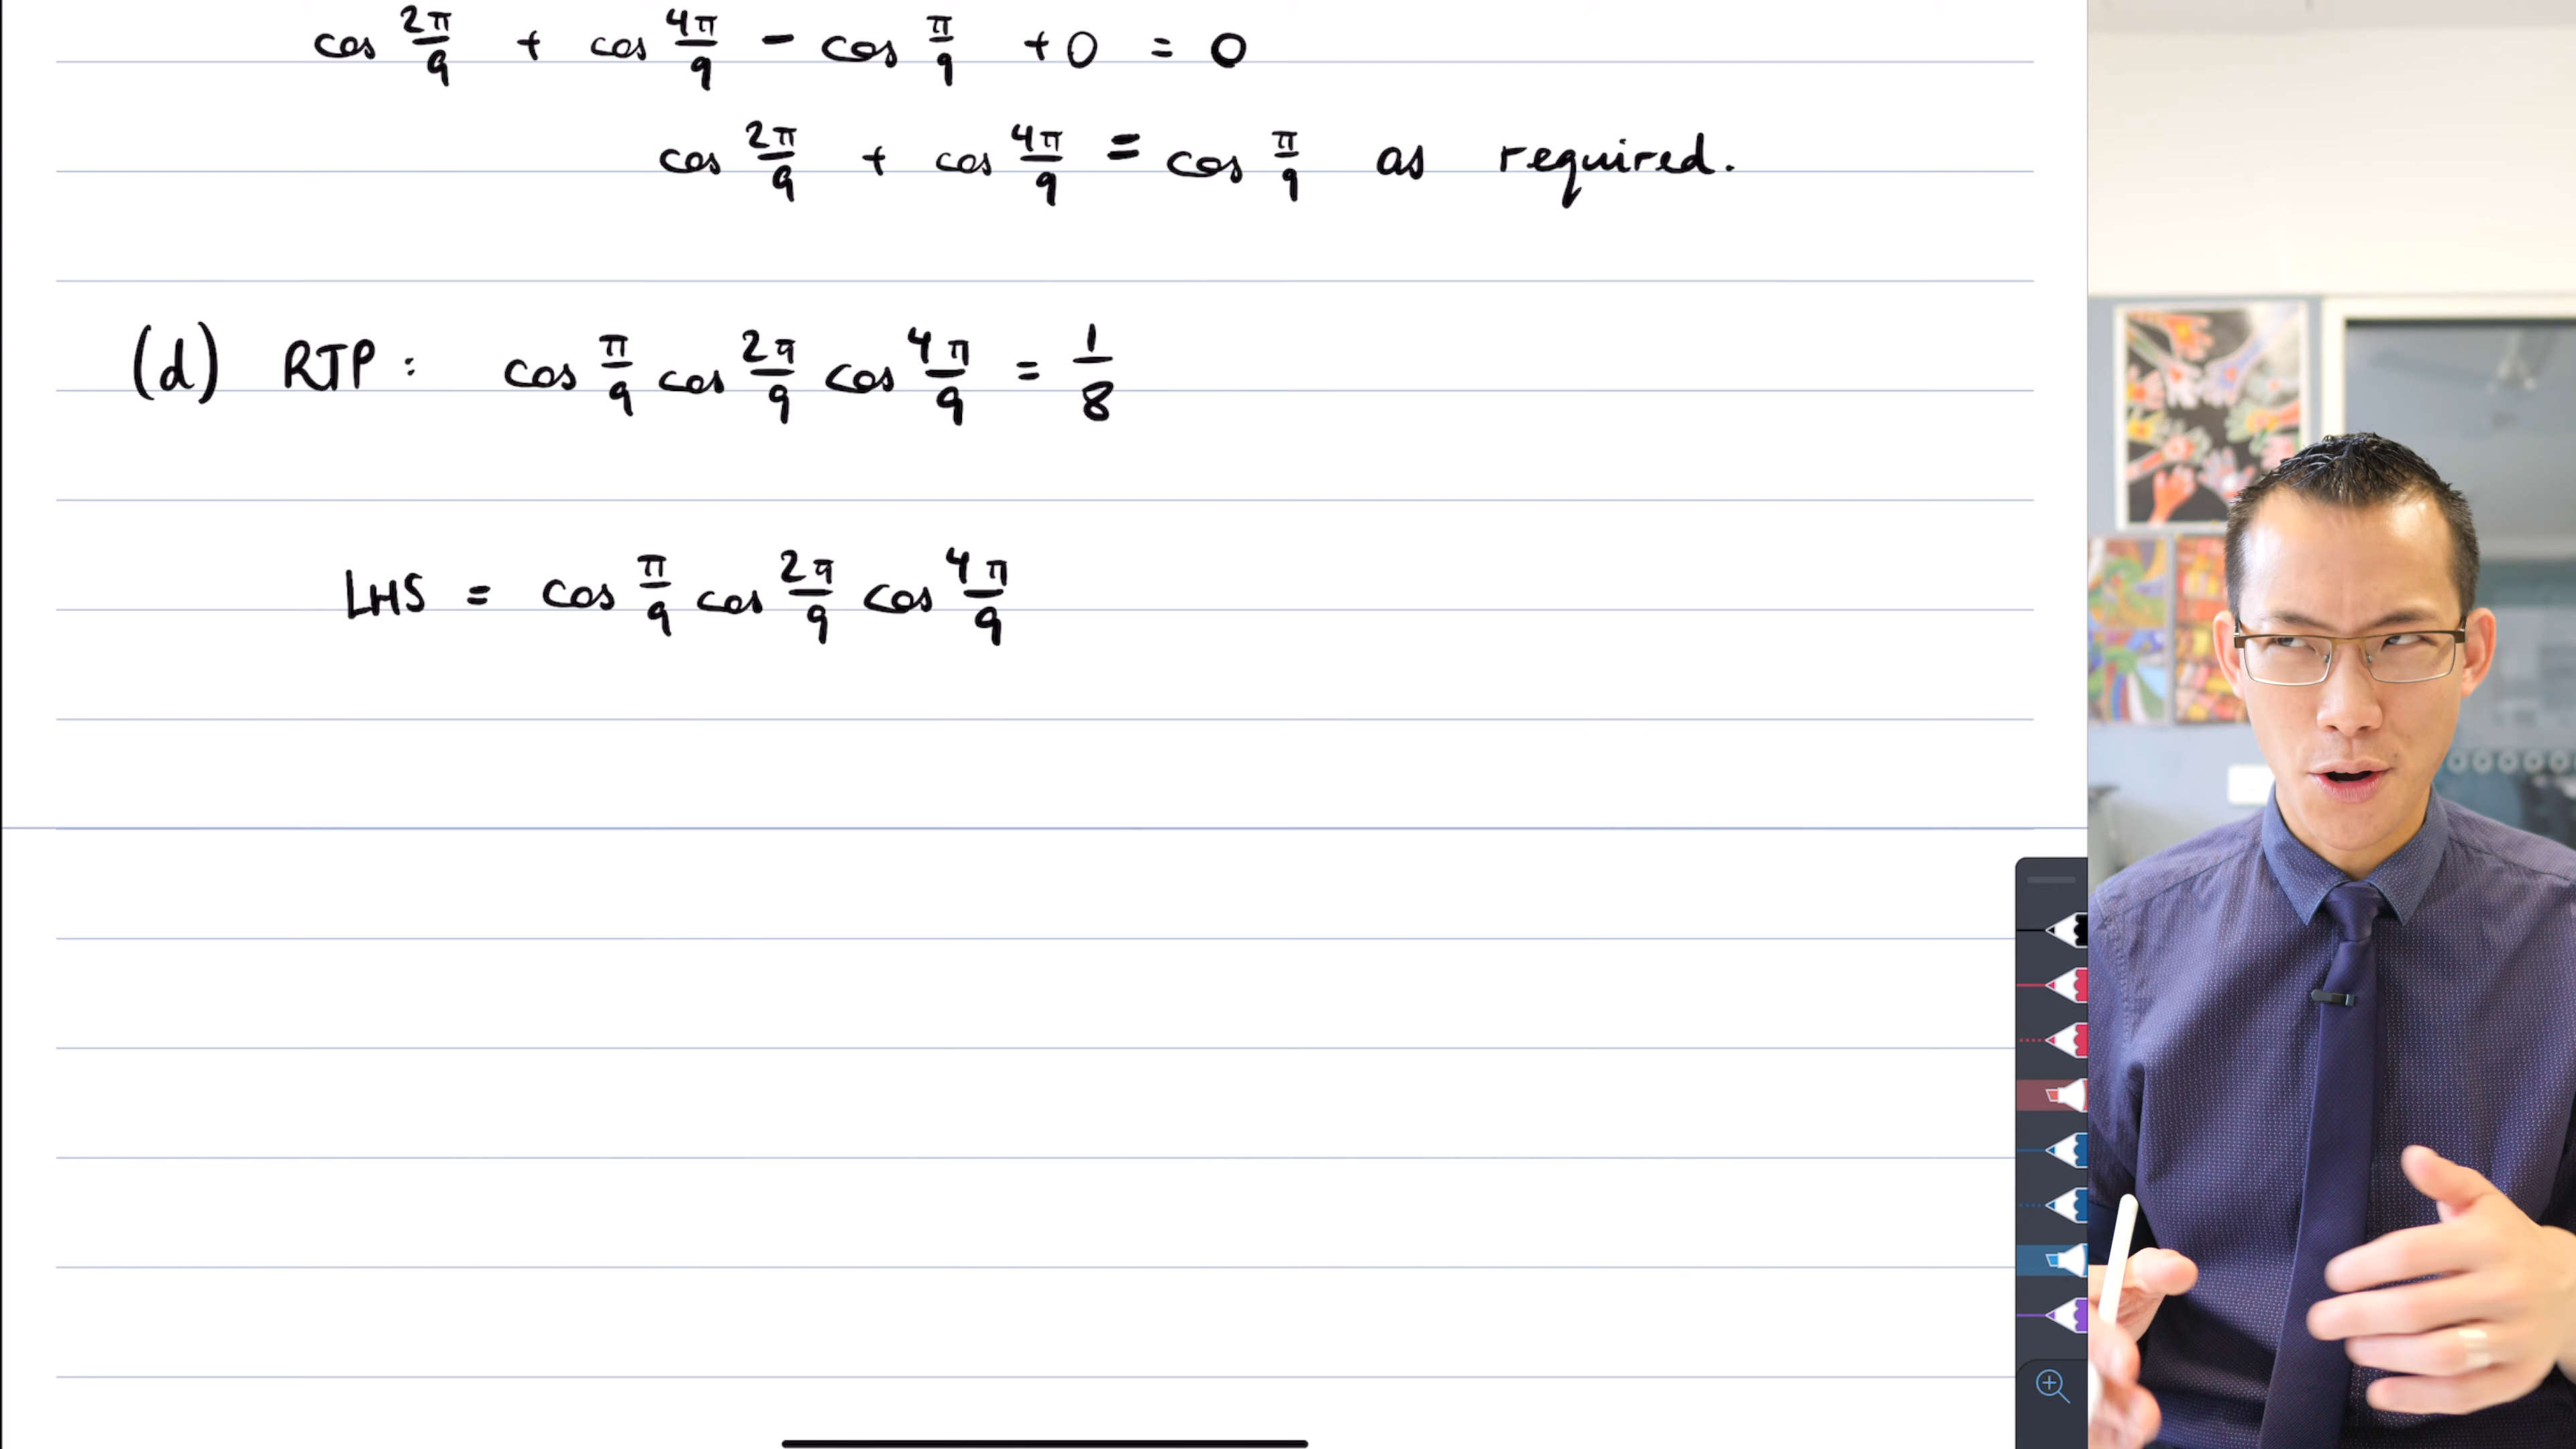 cos 2π/9 + cos 4π/9 - cos π/9 + 0 = 0
cos 2π/9 + cos 4π/9 = cos π/9 as required.
(d) RTP: cos π/9 cos 2π/9 cos 4π/9 = 1/8
LHS = cos π/9 cos 2π/9 cos 4π/9